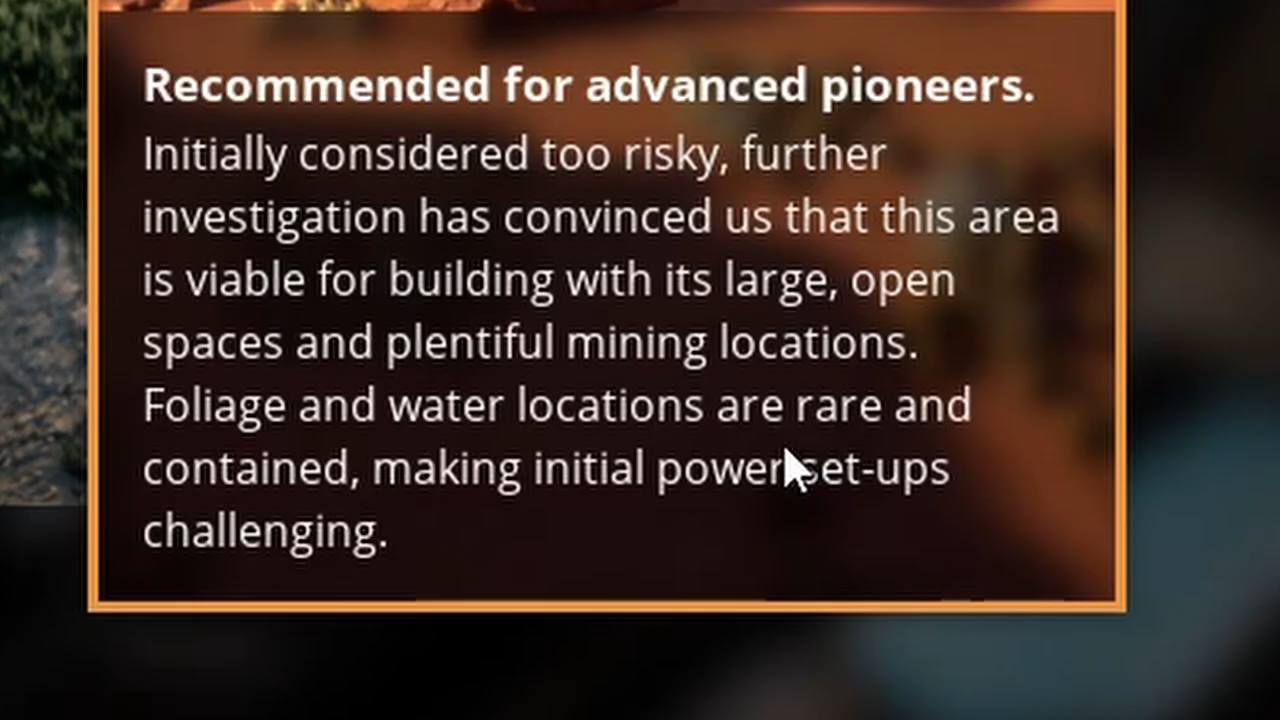 Recommended for advanced pioneers.
Initially considered too risky, further
investigation has convinced us that this area
is viable for building with its large, open
spaces and plentiful mining locations.
Foliage and water locations are rare and
contained, making initial power set-ups
challenging.